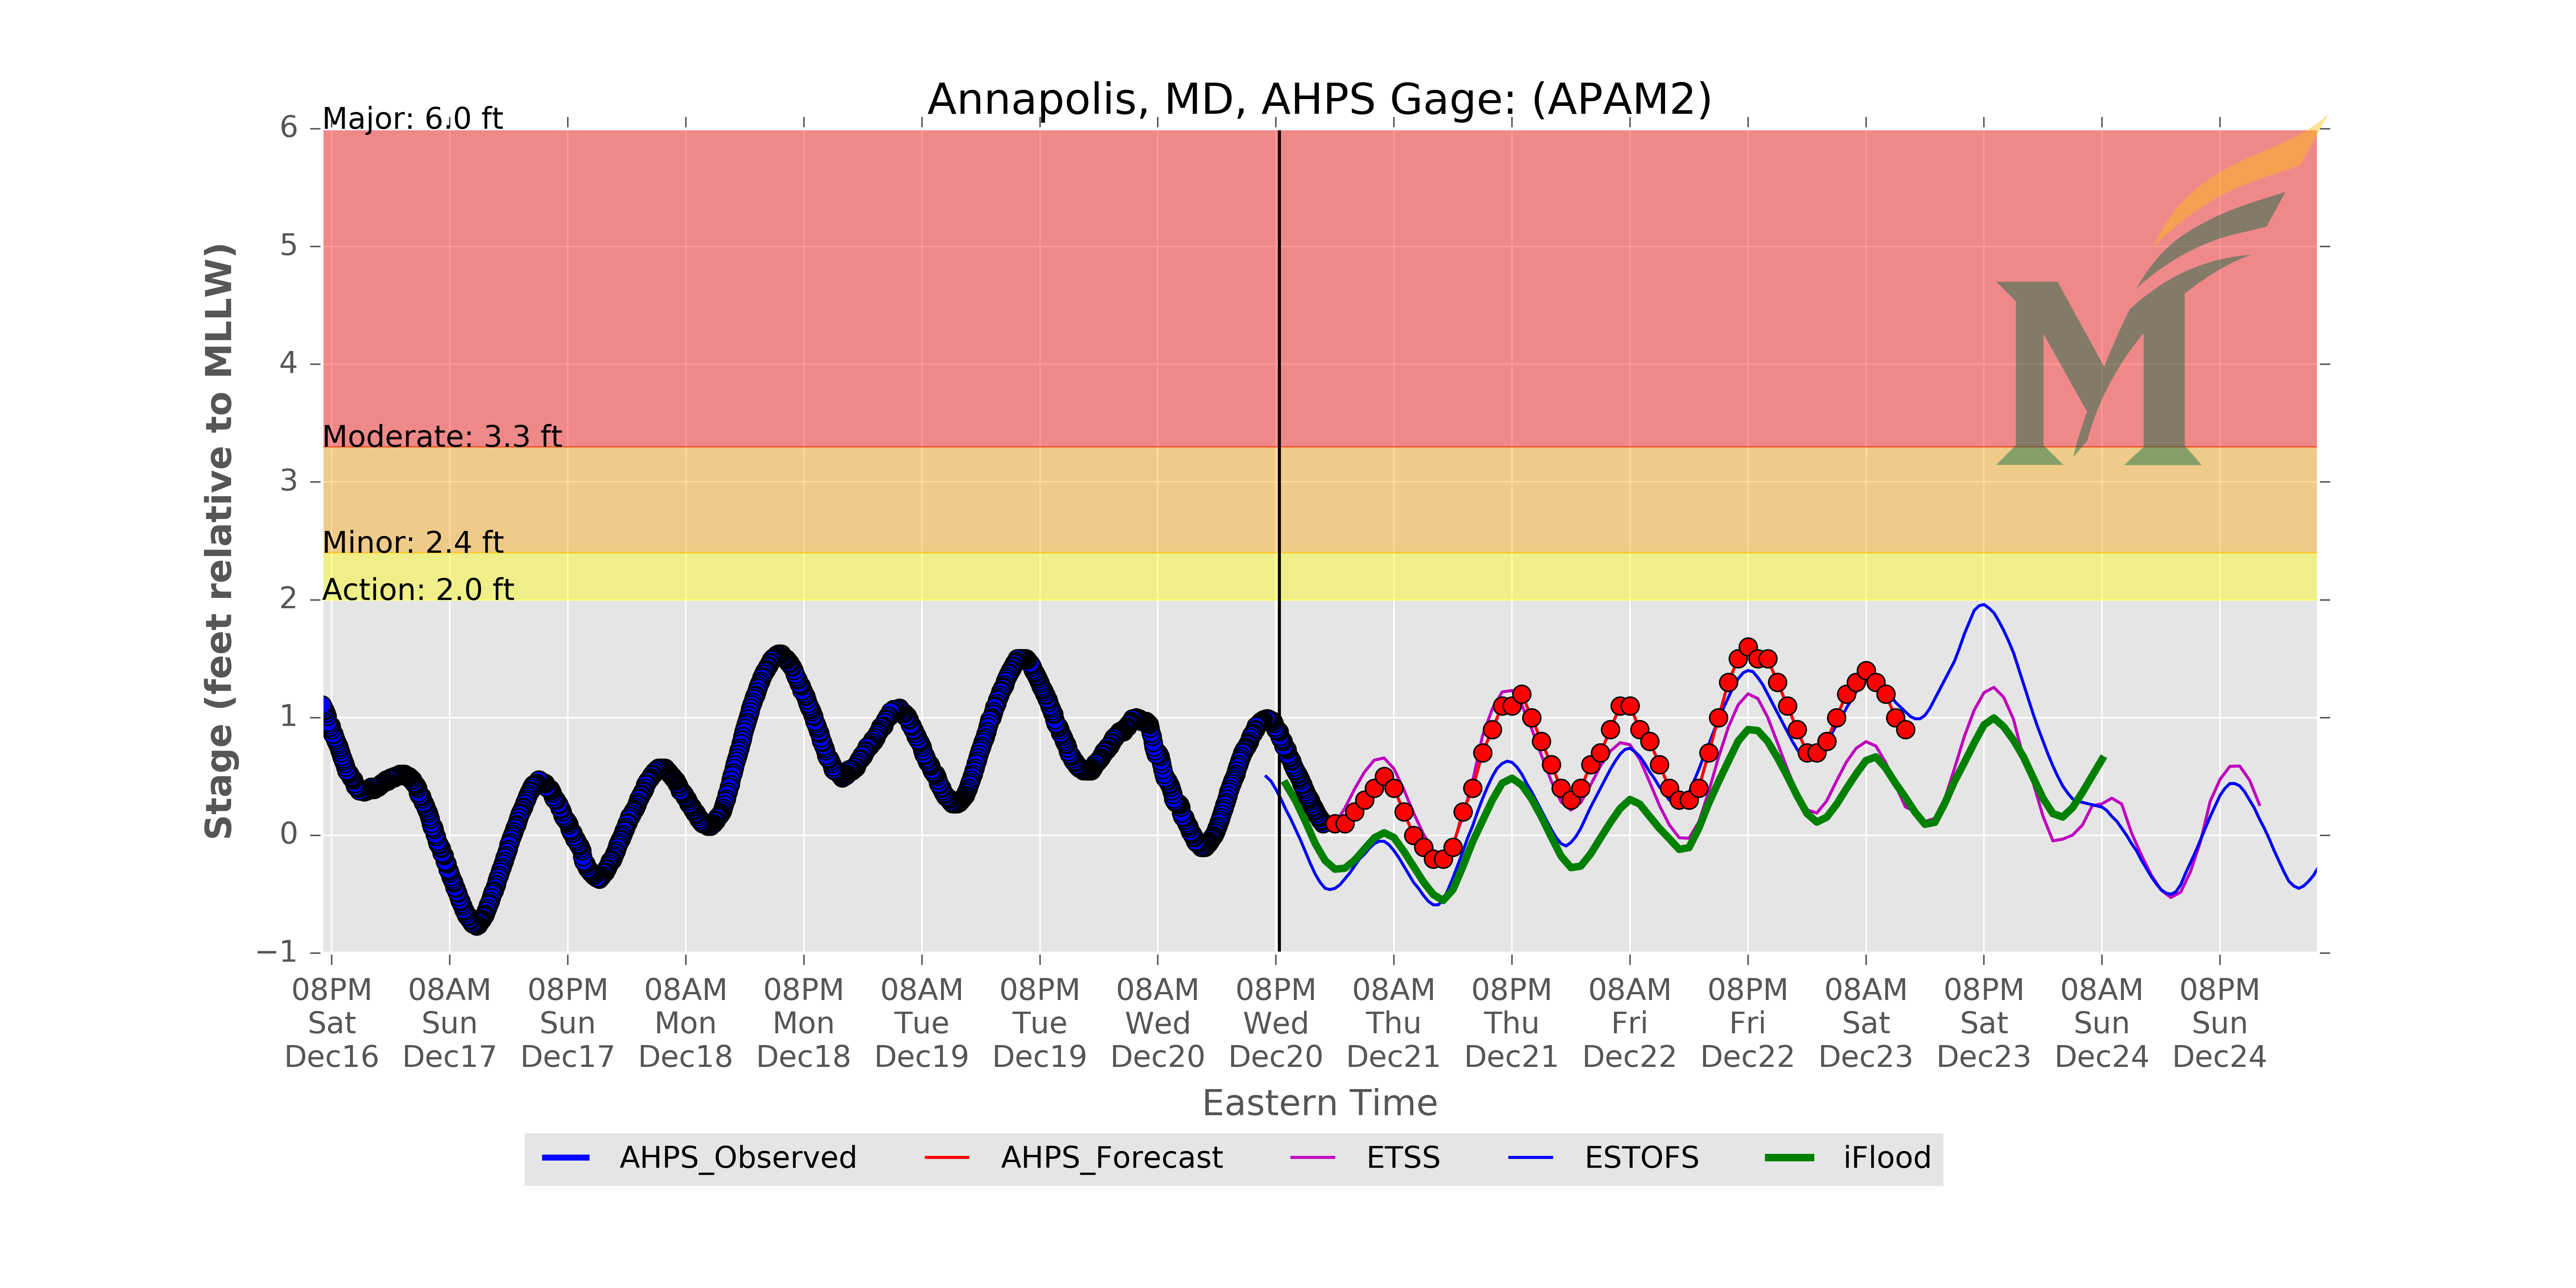 Annapolis, MD, AHPS Gage: (APAM2)
Major: 6.0 ft
Moderate: 3.3 ft
Minor: 2.4 ft
Action: 2.0 ft
6
5
4
3
2
1
0
−1
Stage (feet relative to MLLW)
08PM 08AM 08PM 08AM 08PM 08AM 08PM 08AM 08PM 08AM 08PM 08AM 08PM 08AM 08PM 08AM 08PM
Sat Sun Sun Mon Mon Tue Tue Wed Wed Thu Thu Fri Fri Sat Sat Sun Sun
Dec16 Dec17 Dec17 Dec18 Dec18 Dec19 Dec19 Dec20 Dec20 Dec21 Dec21 Dec22 Dec22 Dec23 Dec23 Dec24 Dec24
Eastern Time
AHPS_Observed AHPS_Forecast ETSS ESTOFS iFlood